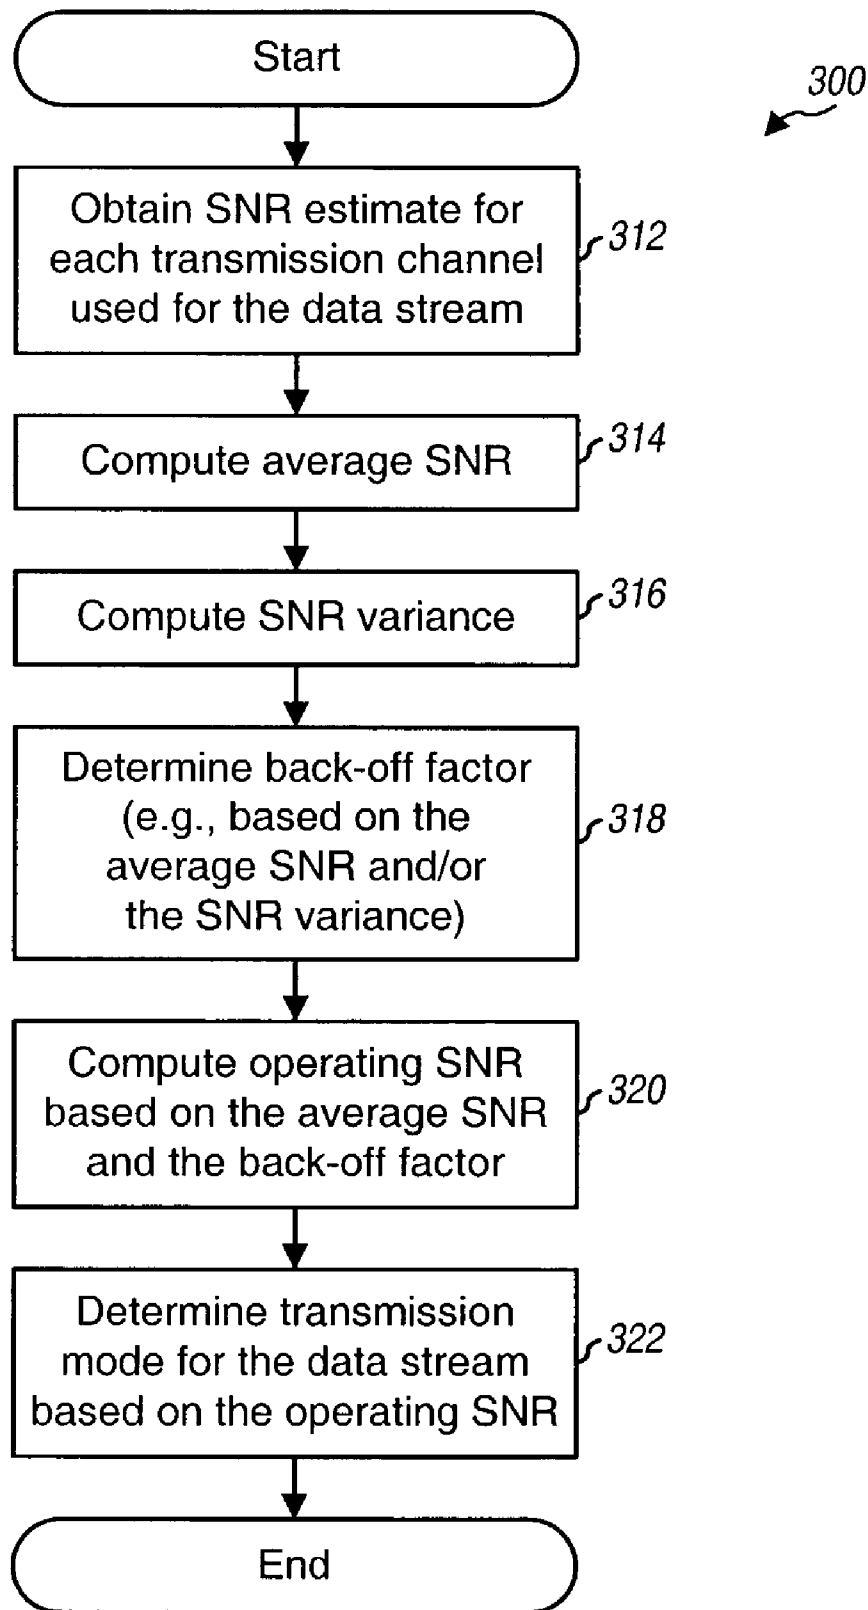 Start
300
Obtain SNR estimate for
each transmission channel
used for the data stream
312
Compute average SNR
314
Compute SNR variance
316
Determine back-off factor
(e.g., based on the
average SNR and/or
the SNR variance)
318
Compute operating SNR
based on the average SNR
and the back-off factor
320
Determine transmission
mode for the data stream
based on the operating SNR
322
End